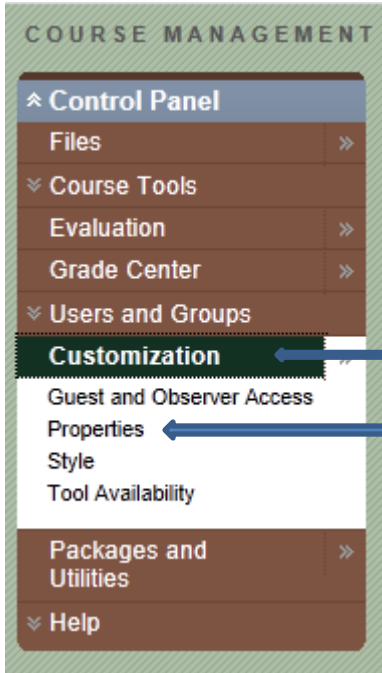 COURSE MANAGEMENT
Control Panel
Files
Course Tools
Evaluation
Grade Center
Users and Groups
Customization
Guest and Observer Access
Properties
Style
Tool Availability
Packages and
Utilities
Help